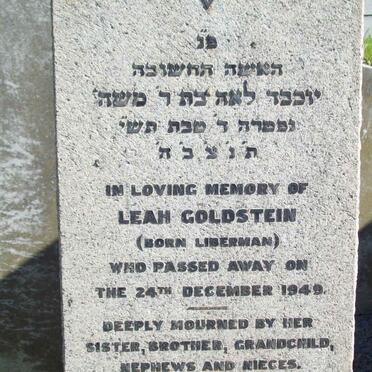 פ״נ
האשה החשובה
יוכבד לאה בת ר׳ משה׳
נפטרה ד׳ טבת תש״י
ת׳ נ׳ צ׳ ב׳ ה׳
IN LOVING MEMORY OF
LEAH GOLDSTEIN
(BORN LIBERMAN)
WHO PASSED AWAY ON
THE 24TH DECEMBER 1949.
DEEPLY MOURNED BY HER
SISTER, BROTHER, GRANDCHILD,
NEPHEWS AND NIECES.